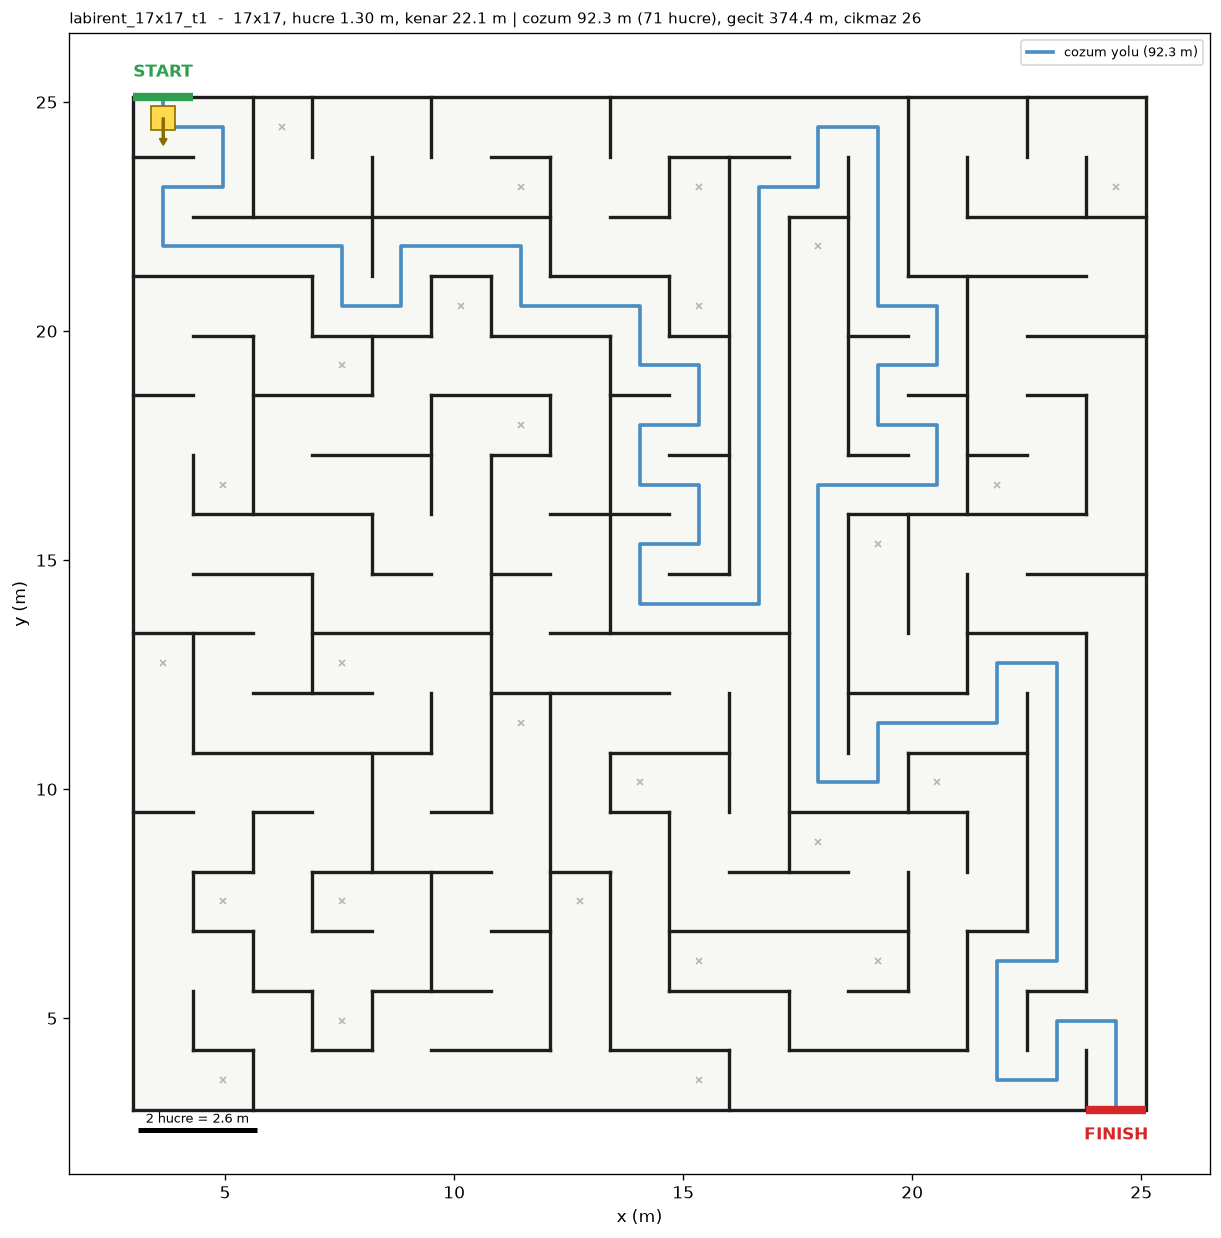 labirent_17x17_t1 - 17x17, hucre 1.30 m, kenar 22.1 m | cozum 92.3 m (71 hucre), gecit 374.4 m, cikmaz 26
cozum yolu (92.3 m)
START
25
20
15
10
5
y (m)
2 hucre = 2.6 m
FINISH
5
10
15
20
25
x (m)